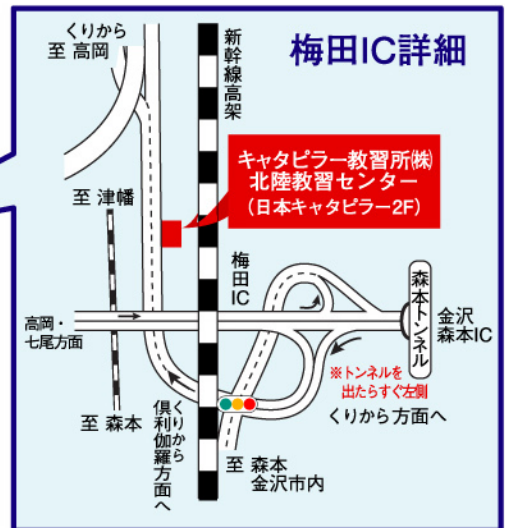 梅田IC詳細
くりから
至 高岡
新幹線高架
キャタピラー教習所㈱
北陸教習センター
（日本キャタピラー2F）
至 津幡
梅田
IC
森本トンネル
金沢
森本IC
高岡・
七尾方面
※トンネルを
出たらすぐ左側
くりから方面へ
至 森本
くりから
倶利伽羅方面へ
至 森本
金沢市内